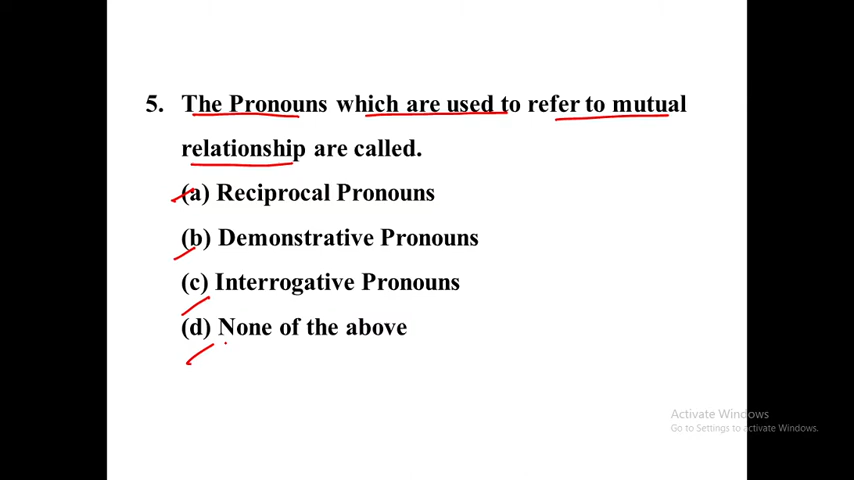 5. The Pronouns which are used to refer to mutual
relationship are called.
(a) Reciprocal Pronouns
(b) Demonstrative Pronouns
(c) Interrogative Pronouns
(d) None of the above
Activate Windows
Go to Settings to activate Windows.